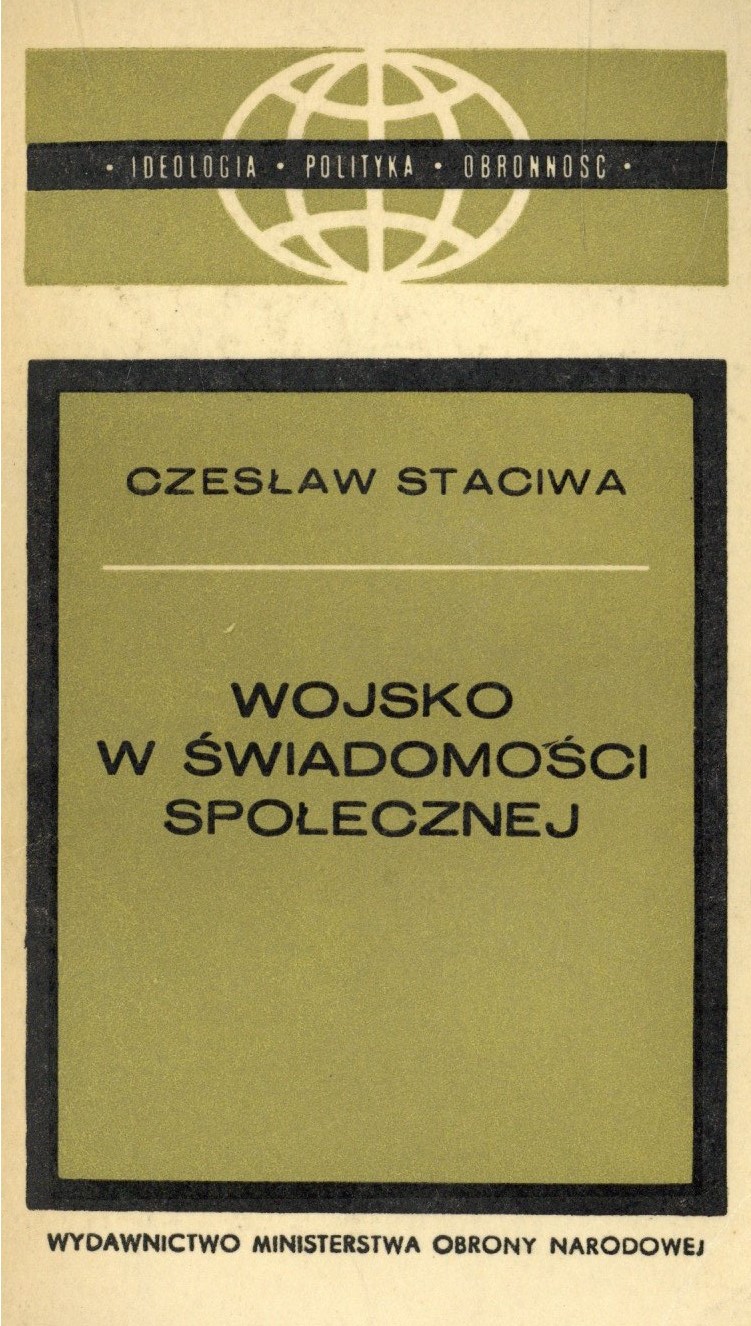 • IDEOLOGIA • POLITYKA • OBRONNOŚĆ •
CZESŁAW STACIWA
WOJSKO
W ŚWIADOMOŚCI
SPOŁECZNEJ
WYDAWNICTWO MINISTERSTWA OBRONY NARODOWEJ